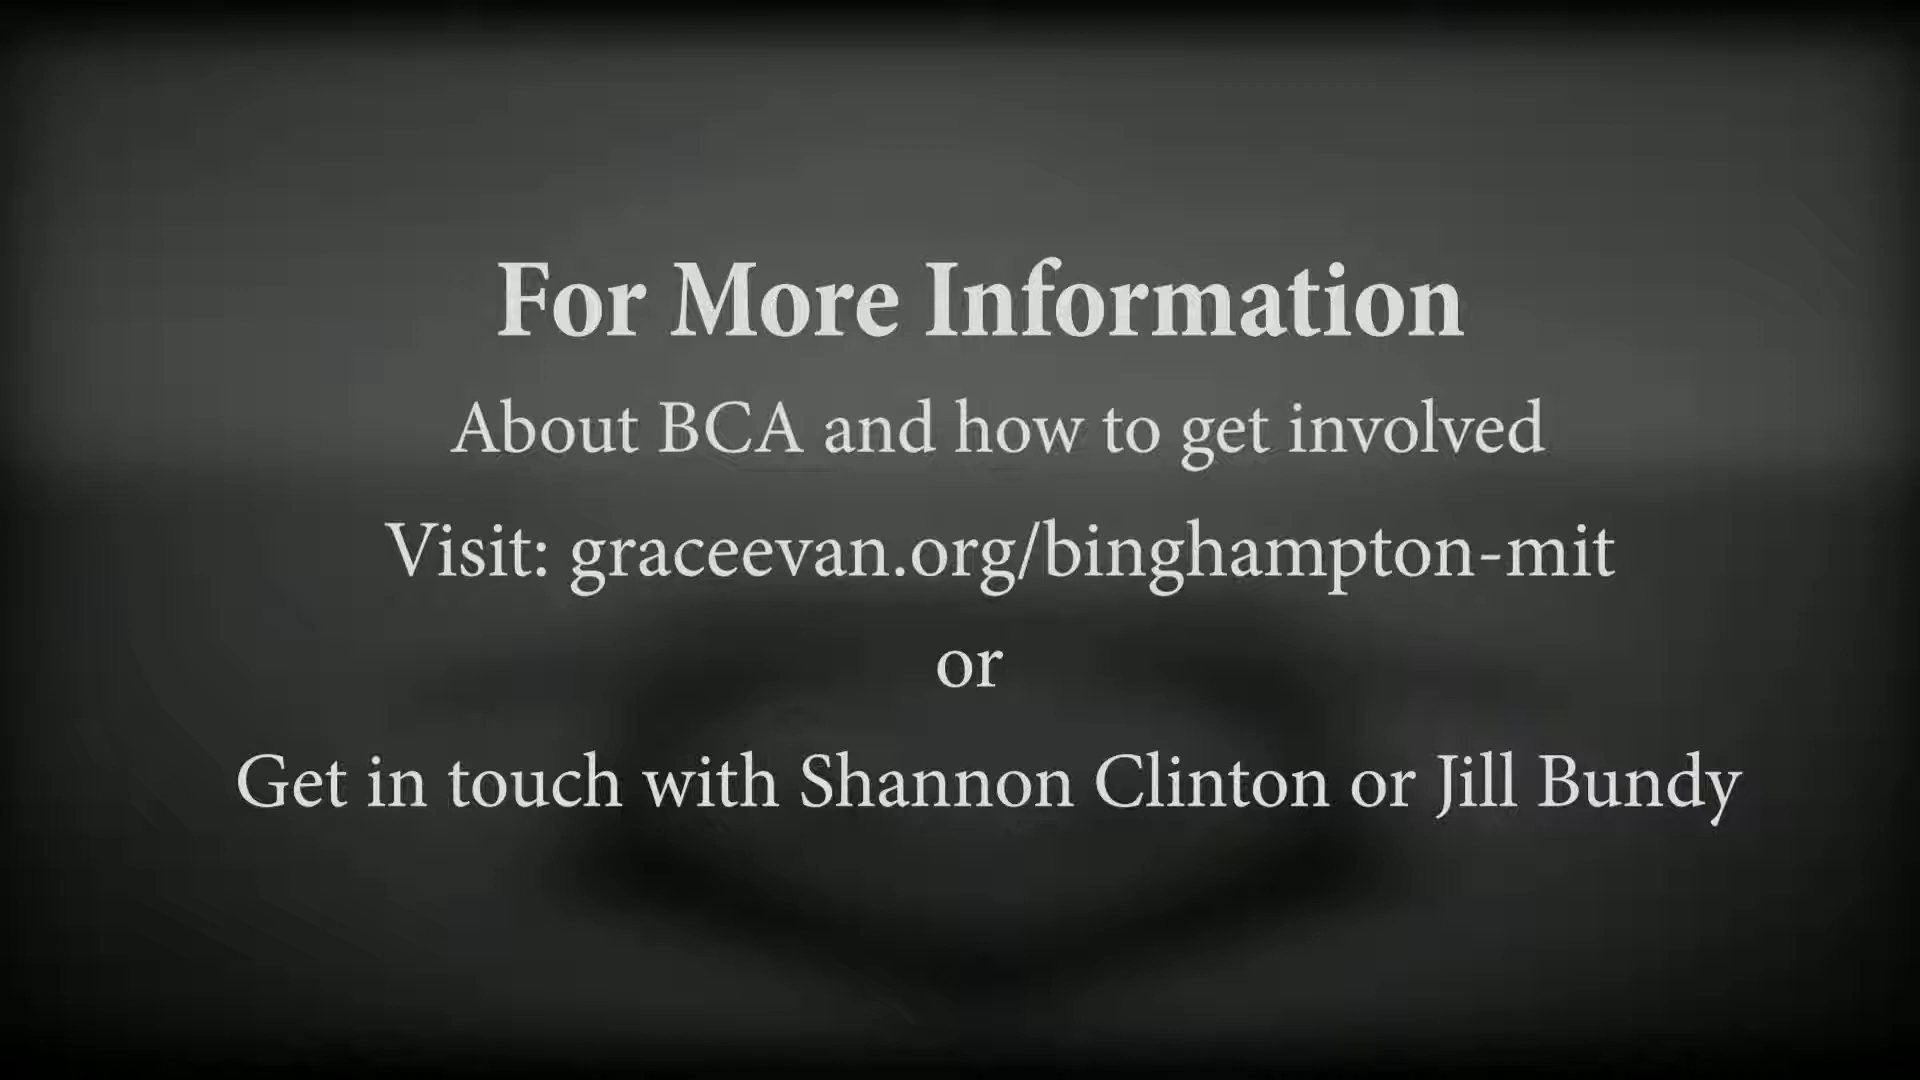 For More Information
About BCA and how to get involved
Visit: graceevan.org/binghampton-mit
or
Get in touch with Shannon Clinton or Jill Bundy